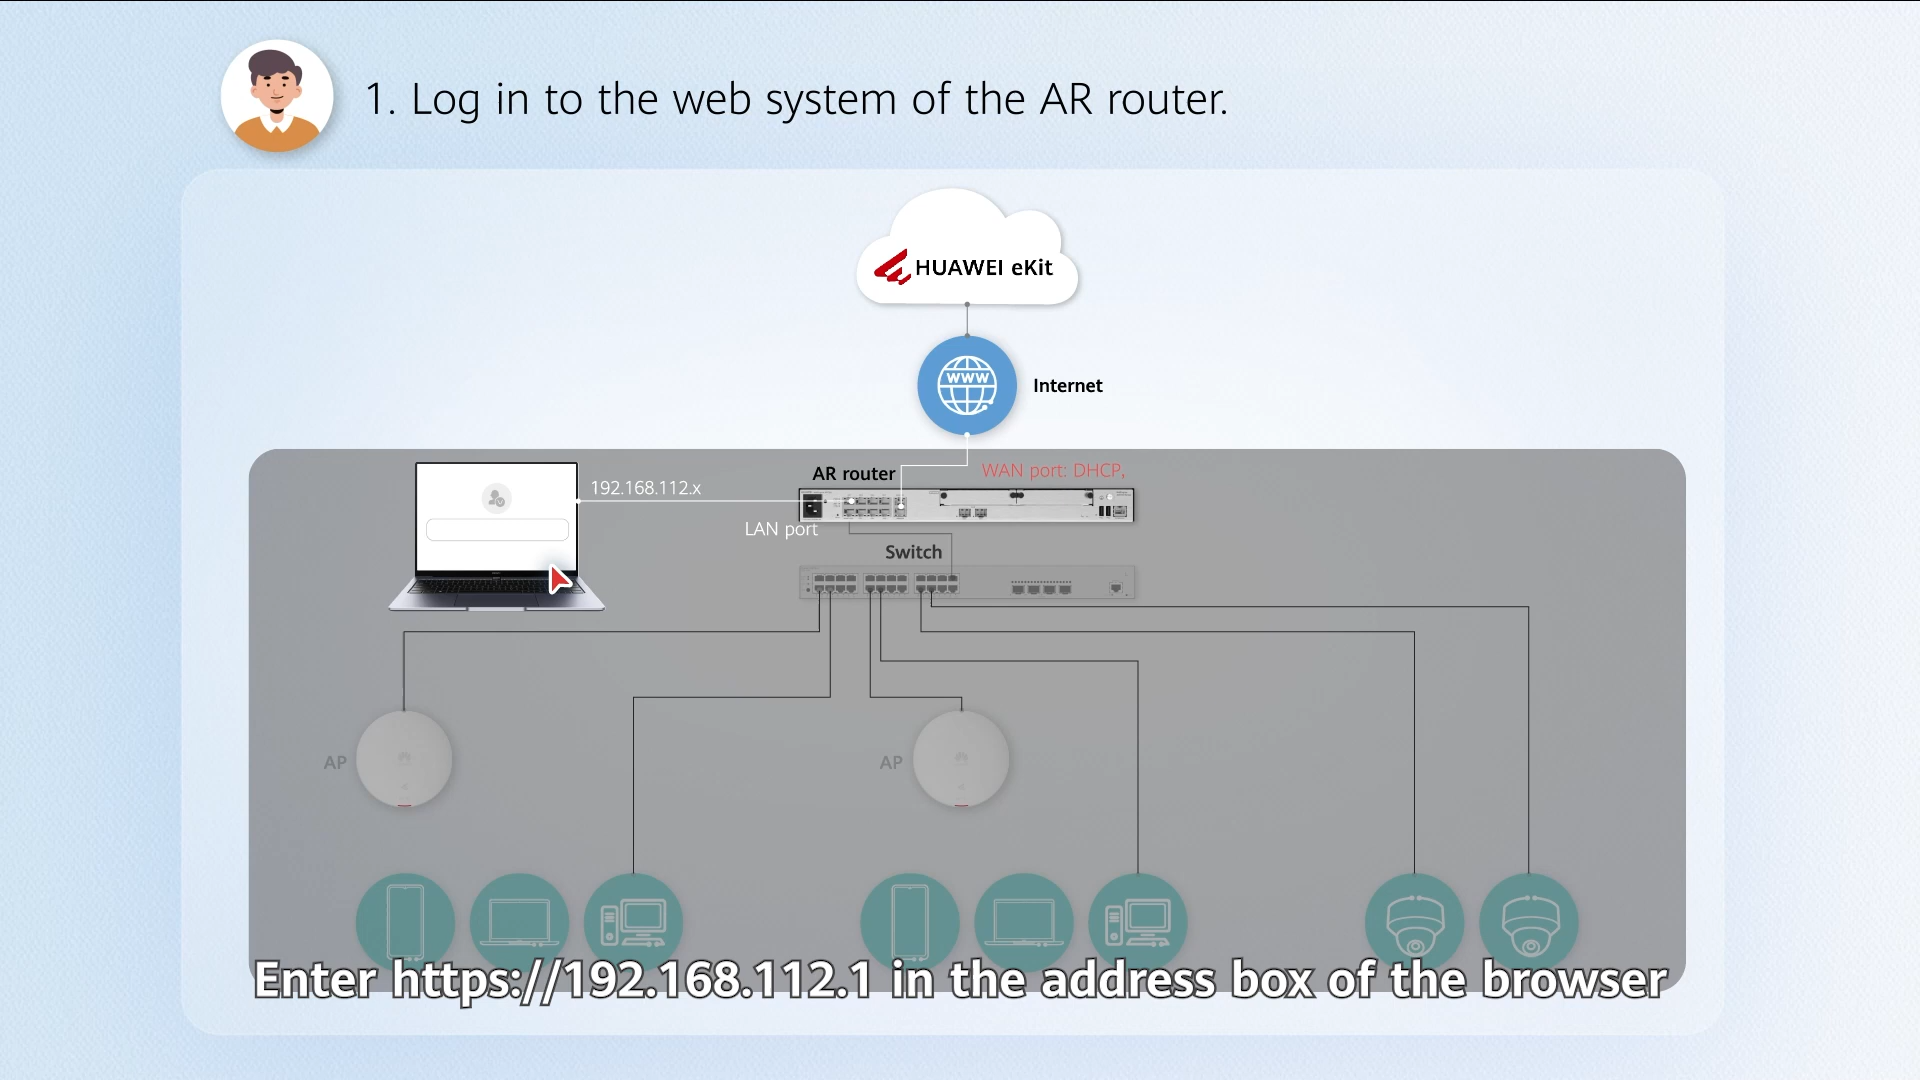 1. Log in to the web system of the AR router.
HUAWEI eKit
WWW
Internet
AR router
WAN port: DHCP,
192.168.112.x
LAN port
Switch
AP
AP
Enter https://192.168.112.1 in the address box of the browser